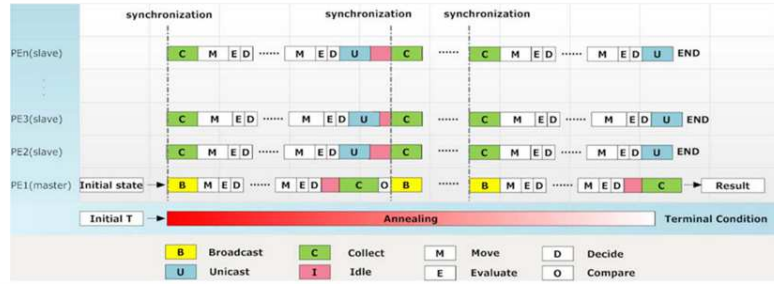 synchronization synchronization synchronization
PEn(slave) C M E D ...... M E D U C ...... C M E D ...... M E D U END
PE3(slave) C M E D ...... M E D U C ...... C M E D ...... M E D U END
PE2(slave) C M E D ...... M E D U C ...... C M E D ...... M E D U END
PE1(master) Initial state B M E D ...... M E D C O B ...... B M E D ...... M E D C Result
Initial T Annealing Terminal Condition
B Broadcast C Collect M Move D Decide
U Unicast I Idle E Evaluate O Compare